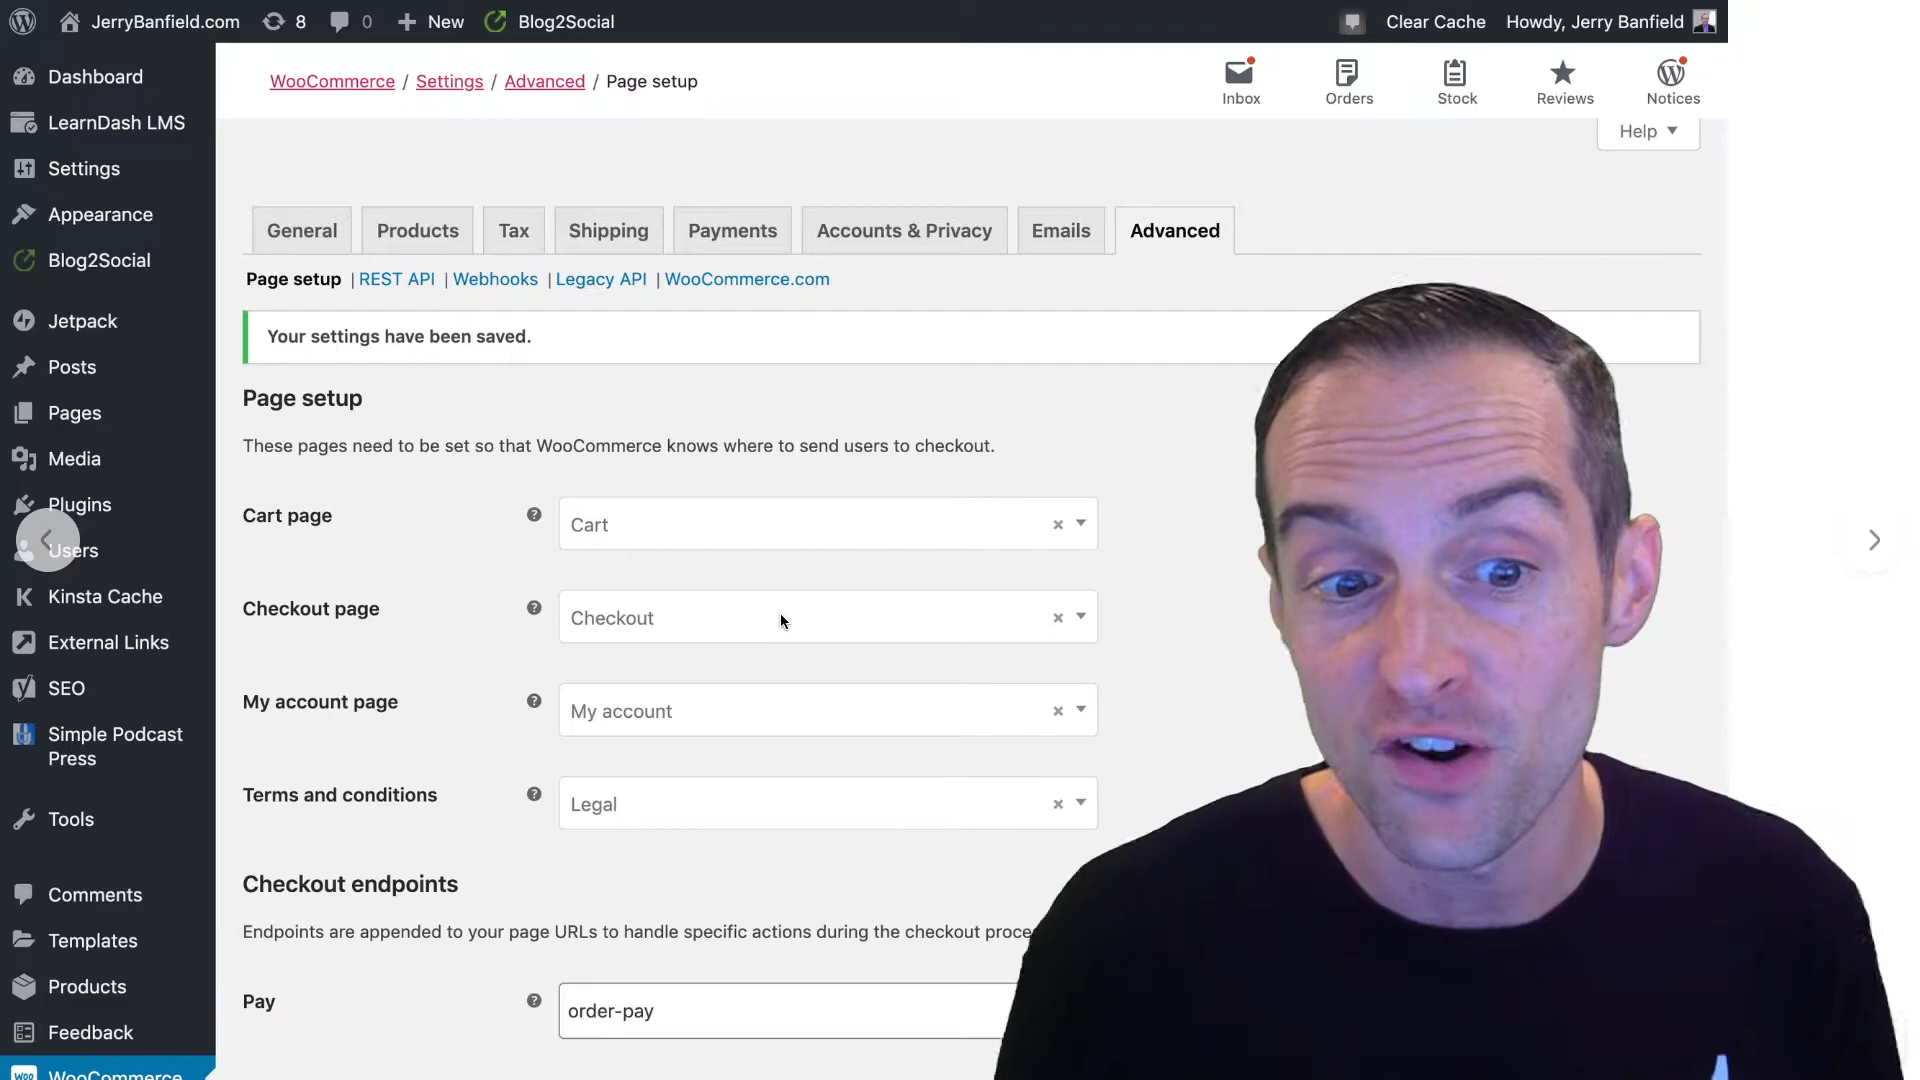 JerryBanfield.com 8 0 New Blog2Social Clear Cache Howdy, Jerry Banfield
Dashboard
LearnDash LMS
Settings
Appearance
Blog2Social
Jetpack
Posts
Pages
Media
Plugins
Users
Kinsta Cache
External Links
SEO
Simple Podcast
Press
Tools
Comments
Templates
Products
Feedback
Woo WooCommerce
WooCommerce / Settings / Advanced / Page setup
Inbox Orders Stock Reviews Notices
Help
General Products Tax Shipping Payments Accounts & Privacy Emails Advanced
Page setup | REST API | Webhooks | Legacy API | WooCommerce.com
Your settings have been saved.
Page setup
These pages need to be set so that WooCommerce knows where to send users to checkout.
Cart page Cart
Checkout page Checkout
My account page My account
Terms and conditions Legal
Checkout endpoints
Endpoints are appended to your page URLs to handle specific actions during the checkout proce
Pay order-pay